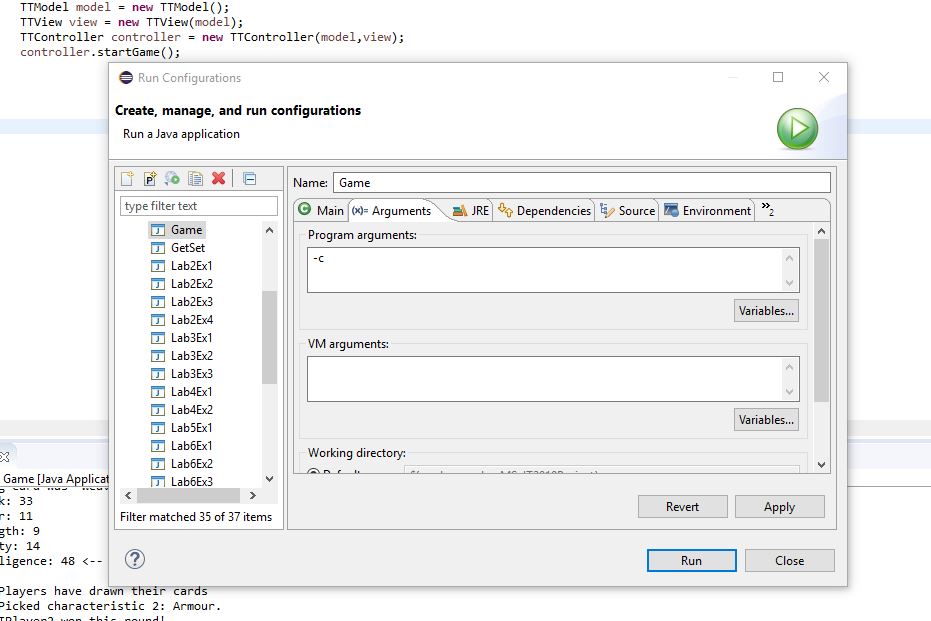 TTModel model = new TTModel();
TTView view = new TTView(model);
TTController controller = new TTController(model,view);
controller.startGame();
Run Configurations
Create, manage, and run configurations
Run a Java application
type filter text
Game
GetSet
Lab2Ex1
Lab2Ex2
Lab2Ex3
Lab2Ex4
Lab3Ex1
Lab3Ex2
Lab3Ex3
Lab4Ex1
Lab4Ex2
Lab5Ex1
Lab6Ex1
Lab6Ex2
Lab6Ex3
Filter matched 35 of 37 items
Name: Game
Main (x)= Arguments JRE Dependencies Source Environment »2
Program arguments:
-c
Variables...
VM arguments:
Variables...
Working directory:
Revert Apply
Run Close
Game [Java Applicat
k: 33
r: 11
gth: 9
ty: 14
ligence: 48 <--
Players have drawn their cards
Picked characteristic 2: Armour.
won this round!